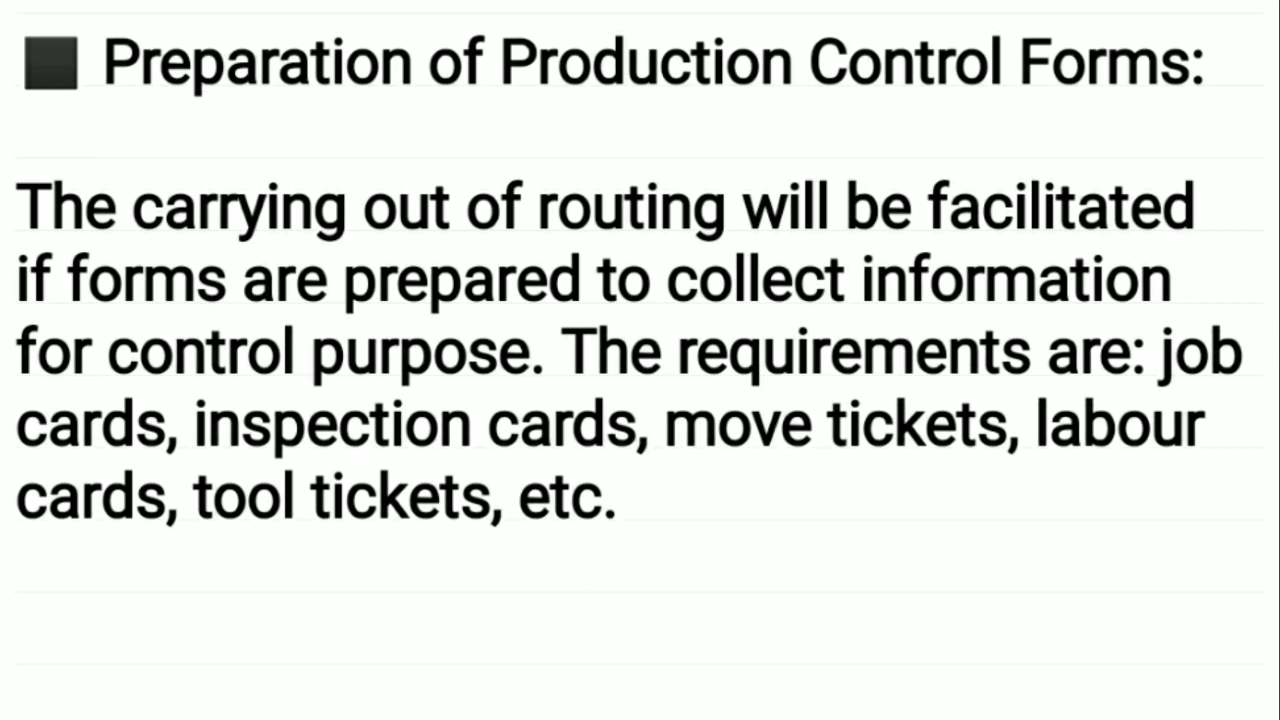 ◼ Preparation of Production Control Forms:
The carrying out of routing will be facilitated
if forms are prepared to collect information
for control purpose. The requirements are: job
cards, inspection cards, move tickets, labour
cards, tool tickets, etc.